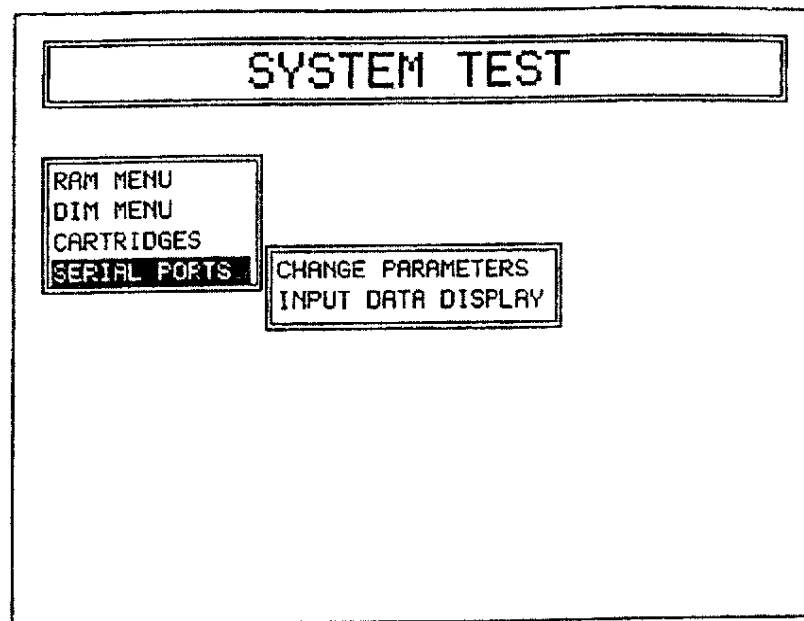 SYSTEM TEST
RAM MENU
DIM MENU
CARTRIDGES
SERIAL PORTS
CHANGE PARAMETERS
INPUT DATA DISPLAY